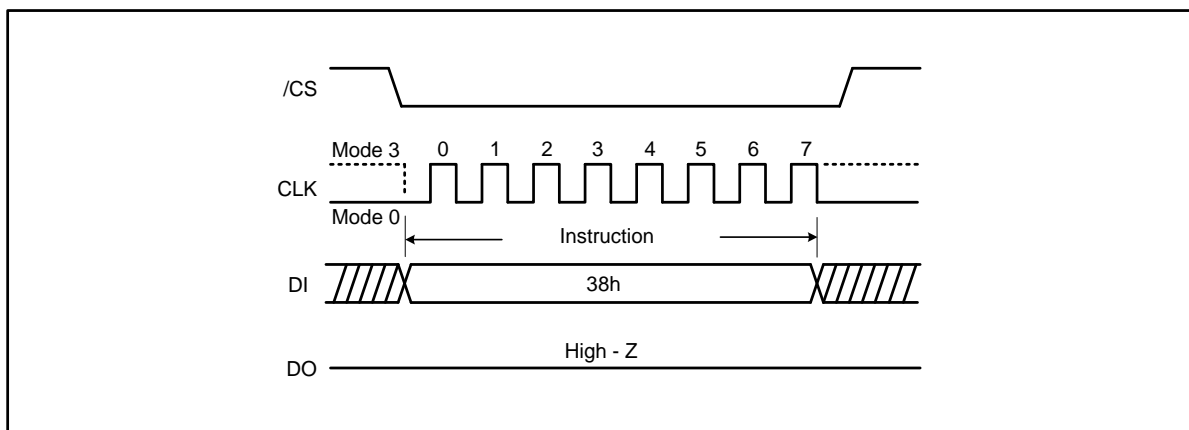 /CS
Mode 3 0 1 2 3 4 5 6 7
CLK
Mode 0
Instruction
DI 38h
High - Z
DO